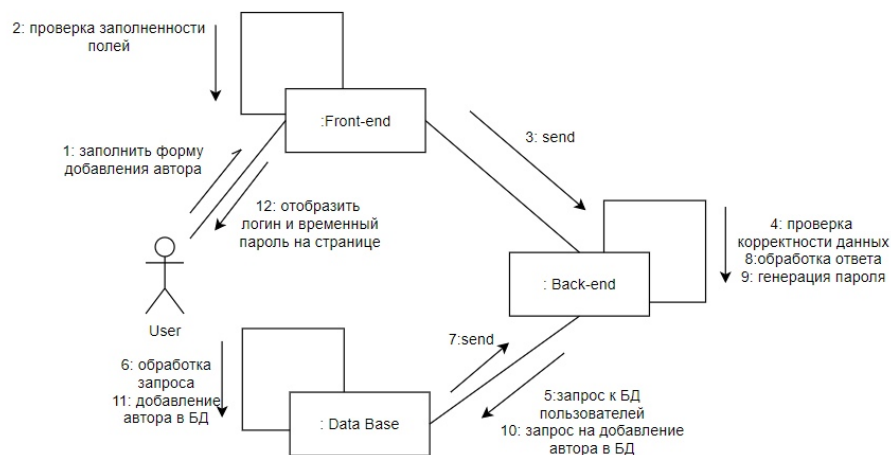 2: проверка заполненности
полей
:Front-end
3: send
1: заполнить форму
добавления автора
12: отобразить
логин и временный
пароль на странице
4: проверка
корректности данных
8:обработка ответа
9: генерация пароля
: Back-end
User
7:send
6: обработка
запроса
11: добавление
автора в БД
: Data Base
5:запрос к БД
пользователей
10: запрос на добавление
автора в БД